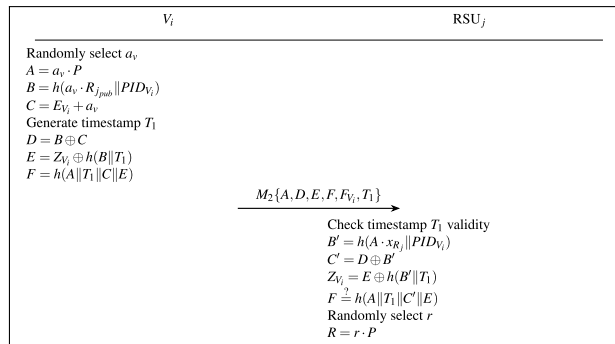 V_i RSU_j
Randomly select a_v
A = a_v · P
B = h(a_v · R_{j_{pub}} ∥ PID_{V_i})
C = E_{V_i} + a_v
Generate timestamp T_1
D = B ⊕ C
E = Z_{V_i} ⊕ h(B∥T_1)
F = h(A∥T_1∥C∥E)
M_2{A, D, E, F, F_{V_i}, T_1}
Check timestamp T_1 validity
B′ = h(A · x_{R_j} ∥ PID_{V_i})
C′ = D ⊕ B′
Z_{V_i} = E ⊕ h(B′∥T_1)
F ≟ h(A∥T_1∥C′∥E)
Randomly select r
R = r · P